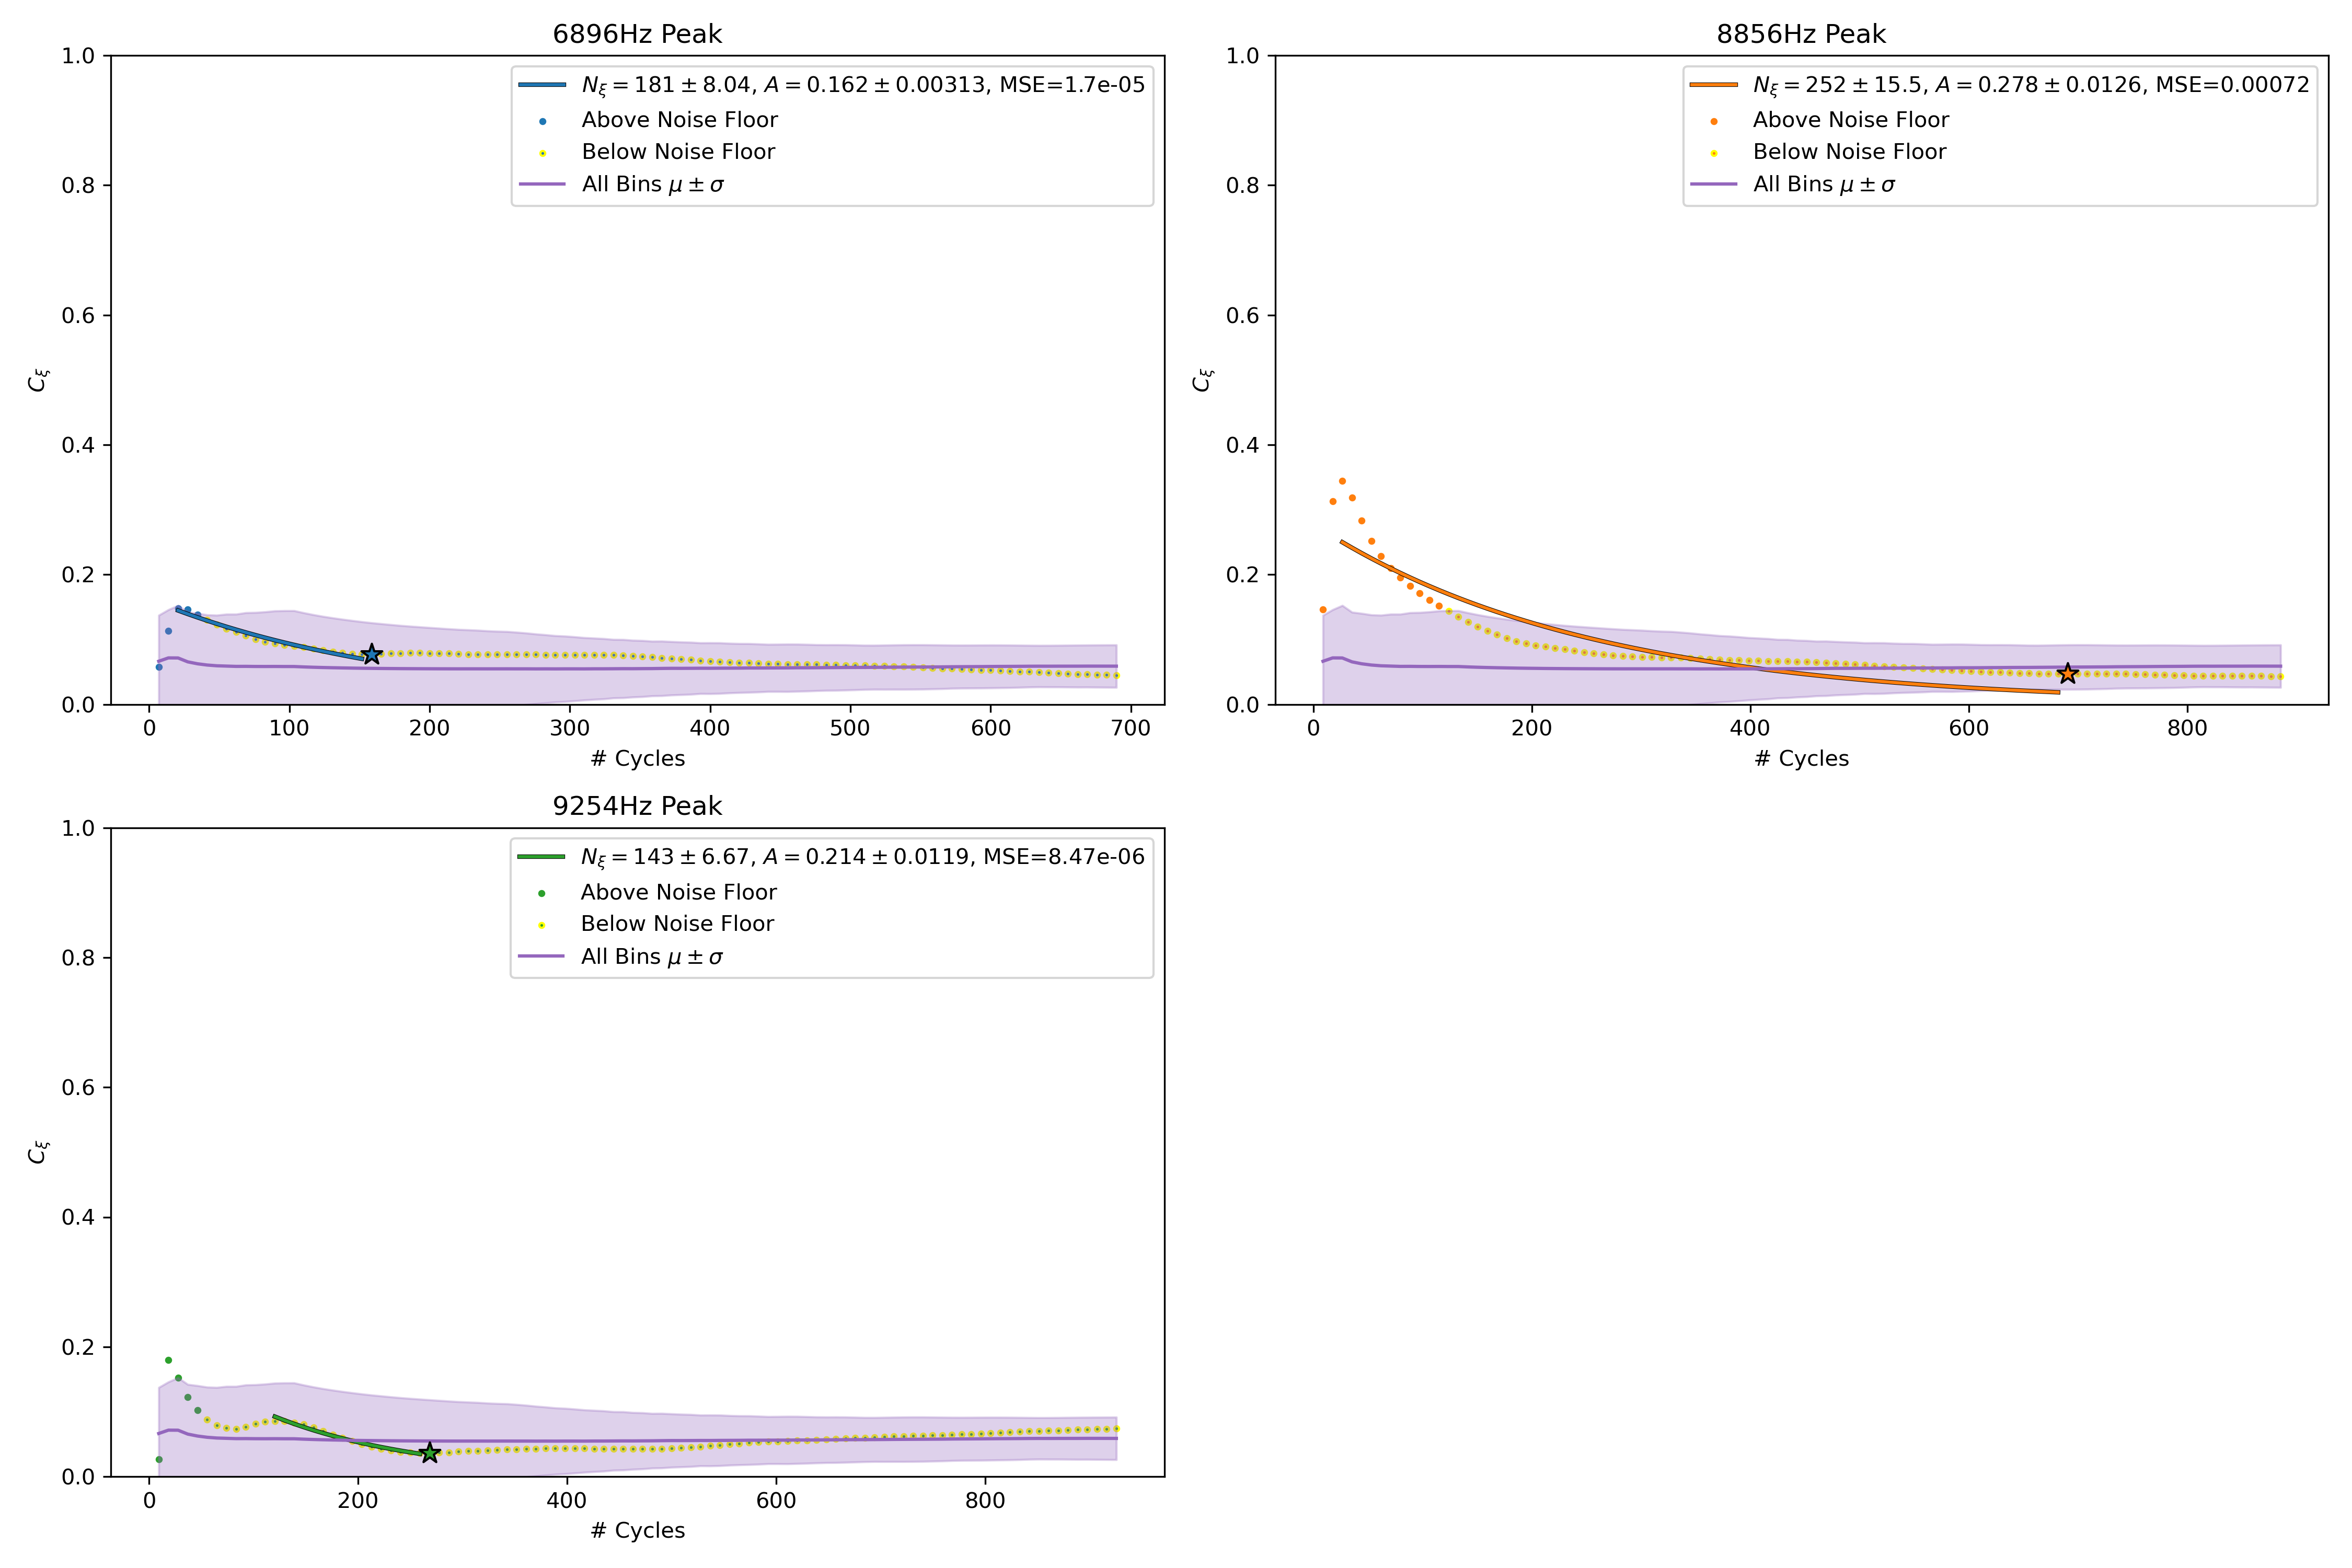 6896Hz Peak
1.0
0.8
0.6
0.4
0.2
0.0
C_ξ
N_ξ = 181 ± 8.04, A = 0.162 ± 0.00313, MSE=1.7e-05
Above Noise Floor
Below Noise Floor
All Bins μ ± σ
0 100 200 300 400 500 600 700
# Cycles
8856Hz Peak
1.0
0.8
0.6
0.4
0.2
0.0
C_ξ
N_ξ = 252 ± 15.5, A = 0.278 ± 0.0126, MSE=0.00072
Above Noise Floor
Below Noise Floor
All Bins μ ± σ
0 200 400 600 800
# Cycles
9254Hz Peak
1.0
0.8
0.6
0.4
0.2
0.0
C_ξ
N_ξ = 143 ± 6.67, A = 0.214 ± 0.0119, MSE=8.47e-06
Above Noise Floor
Below Noise Floor
All Bins μ ± σ
0 200 400 600 800
# Cycles